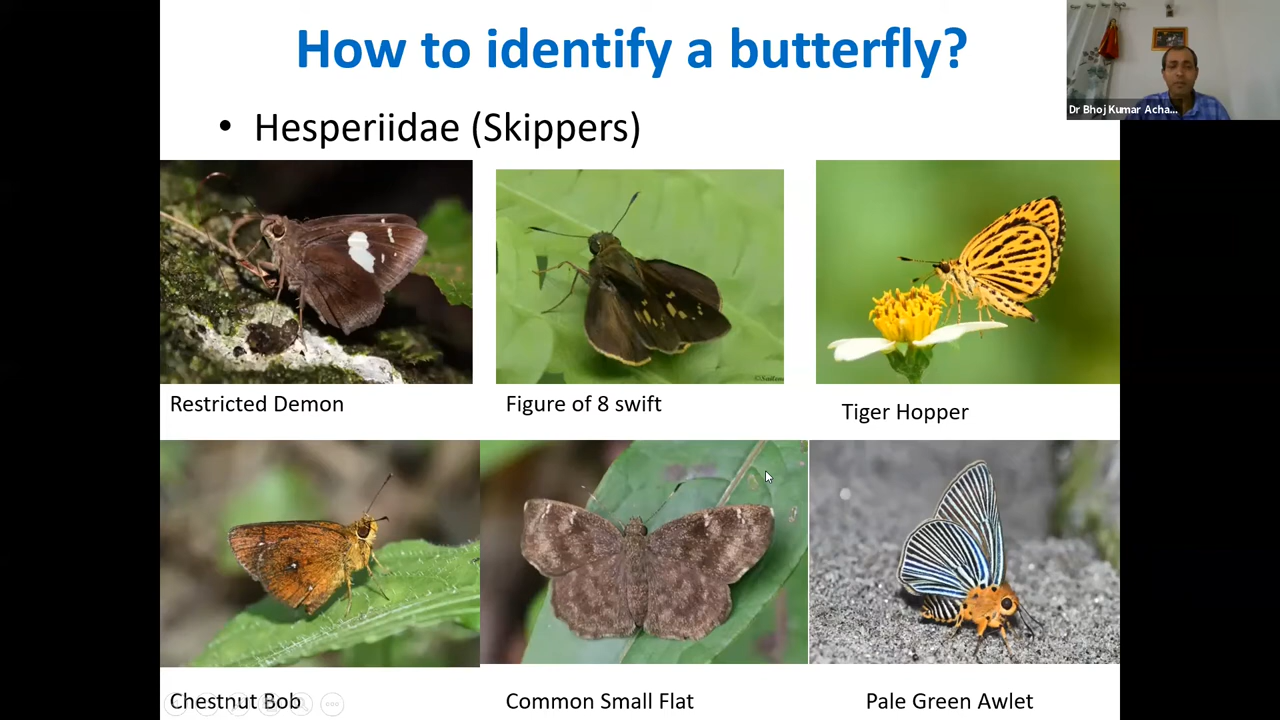 How to identify a butterfly?
Dr Bhoj Kumar Acha...
• Hesperiidae (Skippers)
Restricted Demon
Figure of 8 swift
Tiger Hopper
Chestnut Bob
Common Small Flat
Pale Green Awlet